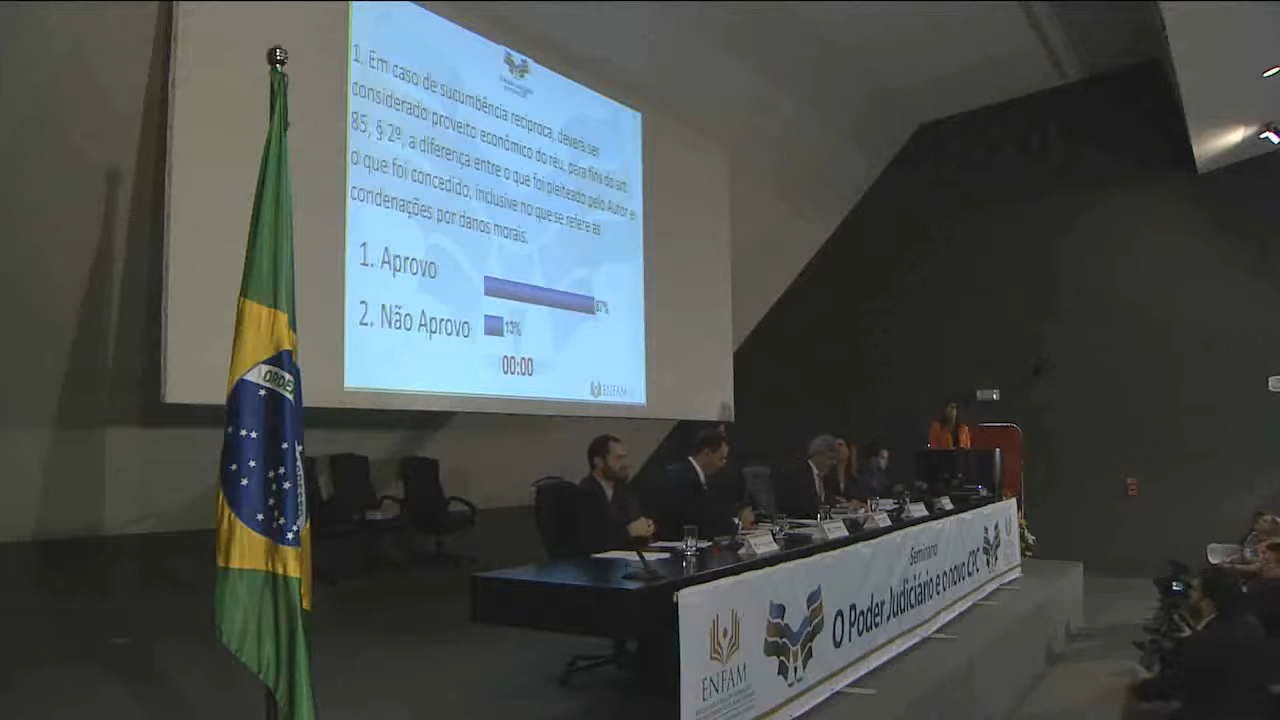 1. Em caso de sucumbência recíproca, deverá ser
considerado proveito econômico do réu, para fins do art.
85, § 2º, a diferença entre o que foi pleiteado pelo Autor e
o que foi concedido, inclusive no que se refere às
condenações por danos morais.
1. Aprovo
87%
2. Não Aprovo
13%
00:00
ENFAM
ORDE
Seminário
O Poder Judiciário e o novo CPC
ENFAM